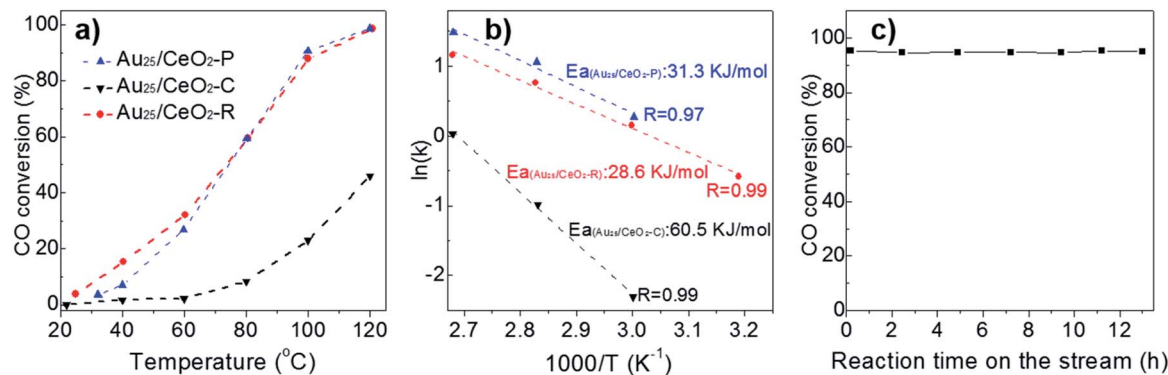 a)
Au₂₅/CeO₂-P
Au₂₅/CeO₂-C
Au₂₅/CeO₂-R
100
80
60
40
20
0
CO conversion (%)
20 40 60 80 100 120
Temperature (°C)
b)
Ea(Au₂₅/CeO₂-P):31.3 KJ/mol
R=0.97
Ea(Au₂₅/CeO₂-R):28.6 KJ/mol
R=0.99
Ea(Au₂₅/CeO₂-C):60.5 KJ/mol
R=0.99
1
0
-1
-2
ln(k)
2.7 2.8 2.9 3.0 3.1 3.2
1000/T (K⁻¹)
c)
100
80
60
40
20
0
CO conversion (%)
0 2 4 6 8 10 12
Reaction time on the stream (h)